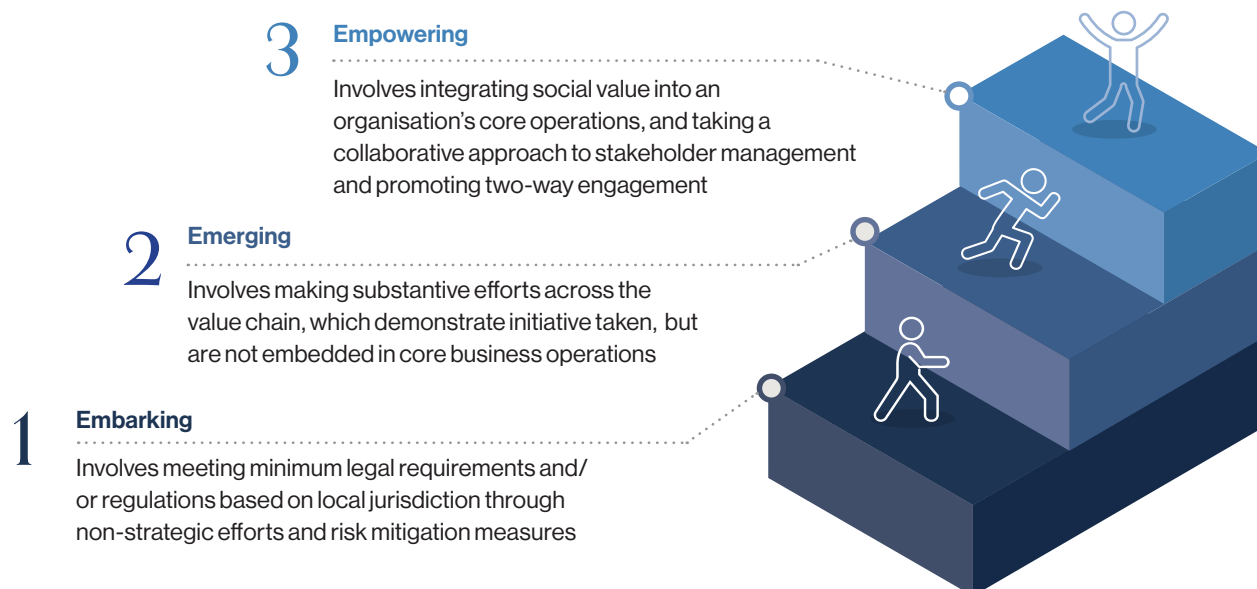 3
Empowering
Involves integrating social value into an
organisation’s core operations, and taking a
collaborative approach to stakeholder management
and promoting two-way engagement
2
Emerging
Involves making substantive efforts across the
value chain, which demonstrate initiative taken, but
are not embedded in core business operations
1
Embarking
Involves meeting minimum legal requirements and/
or regulations based on local jurisdiction through
non-strategic efforts and risk mitigation measures